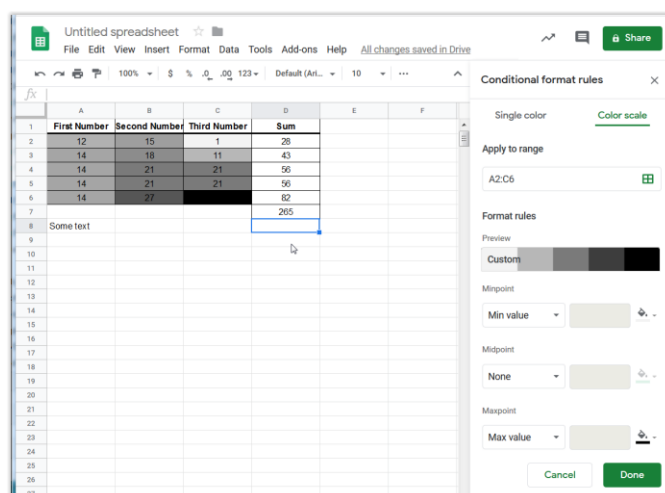 Untitled spreadsheet
File Edit View Insert Format Data Tools Add-ons Help All changes saved in Drive
Share
100% $ % .0 .00 123 Default (Ari... 10 ...
fx
Conditional format rules
Single color Color scale
Apply to range
A2:C6
Format rules
Preview
Custom
Minpoint
Min value
Midpoint
None
Maxpoint
Max value
Cancel Done
A B C D E F
1 First Number Second Number Third Number Sum
2 12 15 1 28
3 14 18 11 43
4 14 21 21 56
5 14 21 21 56
6 14 27 82
7 265
8 Some text
9
10
11
12
13
14
15
16
17
18
19
20
21
22
23
24
25
26